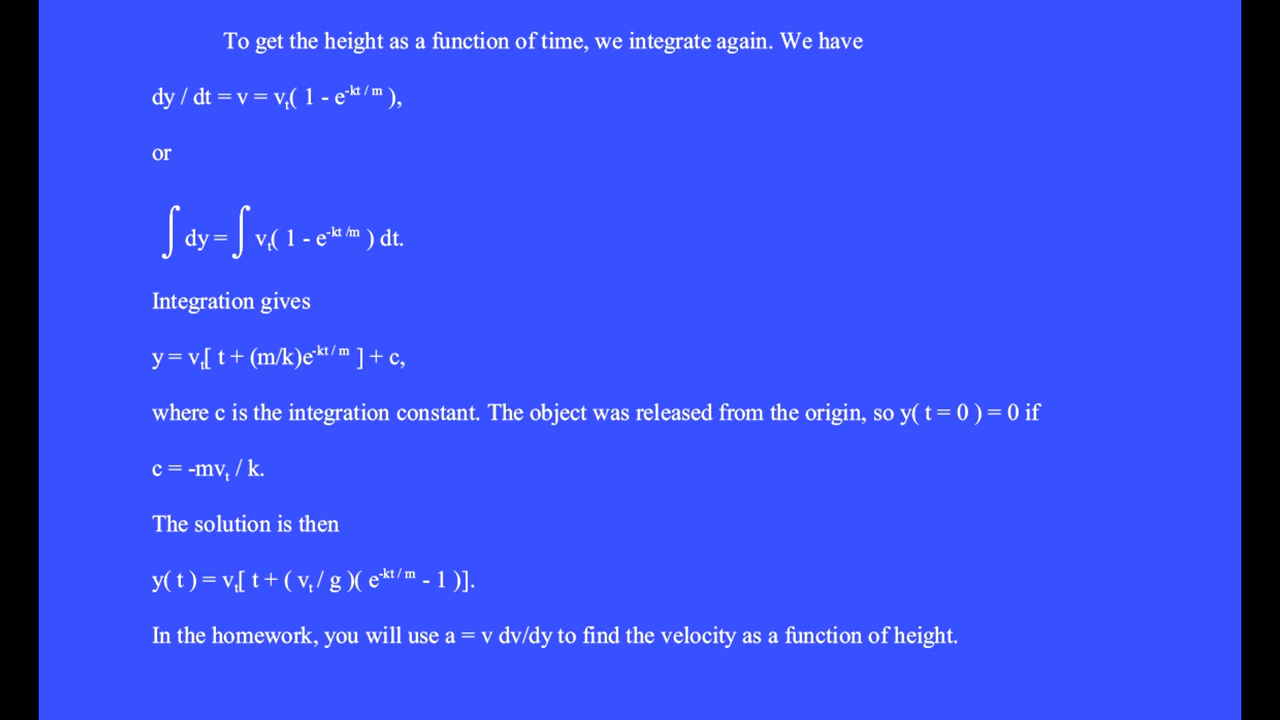 To get the height as a function of time, we integrate again. We have
dy / dt = v = vₜ( 1 - e^-kt / m ),
or
∫ dy = ∫ vₜ( 1 - e^-kt /m ) dt.
Integration gives
y = vₜ[ t + (m/k)e^-kt / m ] + c,
where c is the integration constant. The object was released from the origin, so y( t = 0 ) = 0 if
c = -mvₜ / k.
The solution is then
y( t ) = vₜ[ t + ( vₜ / g )( e^-kt / m - 1 )].
In the homework, you will use a = v dv/dy to find the velocity as a function of height.